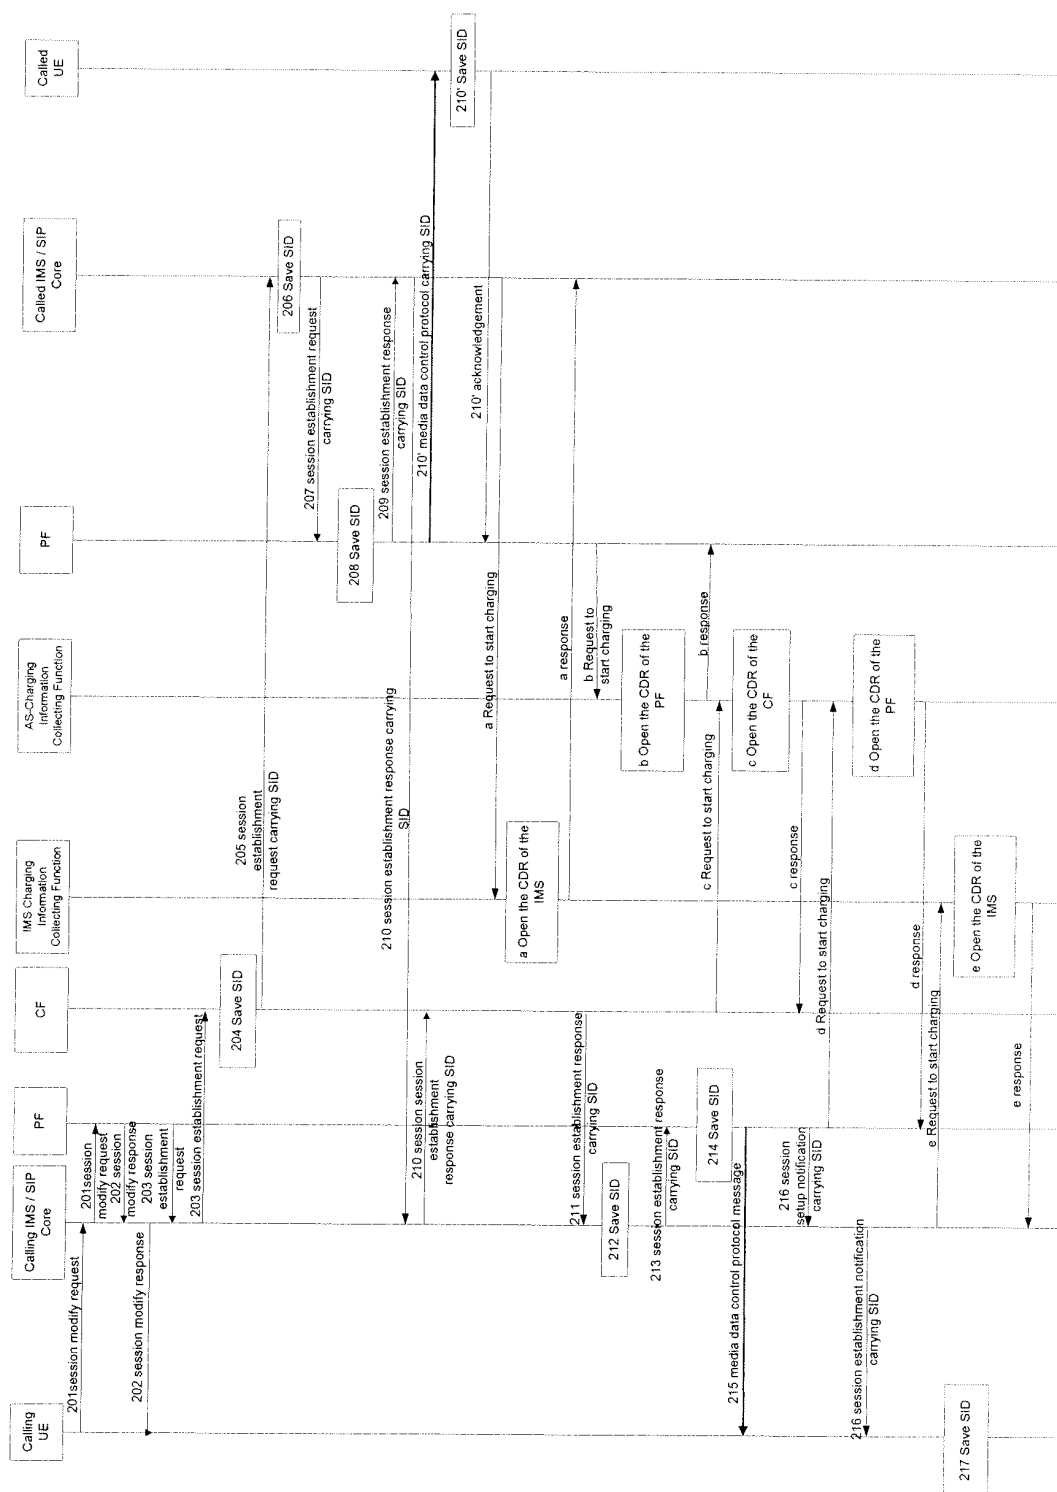 Calling
UE
Calling IMS / SIP
Core
PF
CF
IMS Charging
Information
Collecting Function
AS-Charging
Information
Collecting Function
PF
Called IMS / SIP
Core
Called
UE
201session modify request
201session
modify request
202 session
modify response
202 session modify response
203 session
establishment
request
203 session establishment request
204 Save SID
205 session
establishment
request carrying SID
206 Save SID
207 session establishment request
carrying SID
208 Save SID
209 session establishment response
carrying SID
210 session establishment response carrying
SID
210 session session
establishment
response carrying SID
210' media data control protocol carrying SID
210' Save SID
210' acknowledgement
a Request to start charging
a Open the CDR of the
IMS
a response
211 session establishment response
carrying SID
b Request to
start charging
212 Save SID
b Open the CDR of the
PF
213 session establishment response
carrying SID
b response
214 Save SID
c Request to start charging
215 media data control protocol message
c Open the CDR of the
CF
c response
216 session
setup notification
carrying SID
d Request to start charging
216 session establishment notification
carrying SID
d Open the CDR of the
PF
d response
e Request to start charging
217 Save SID
e Open the CDR of the
IMS
e response